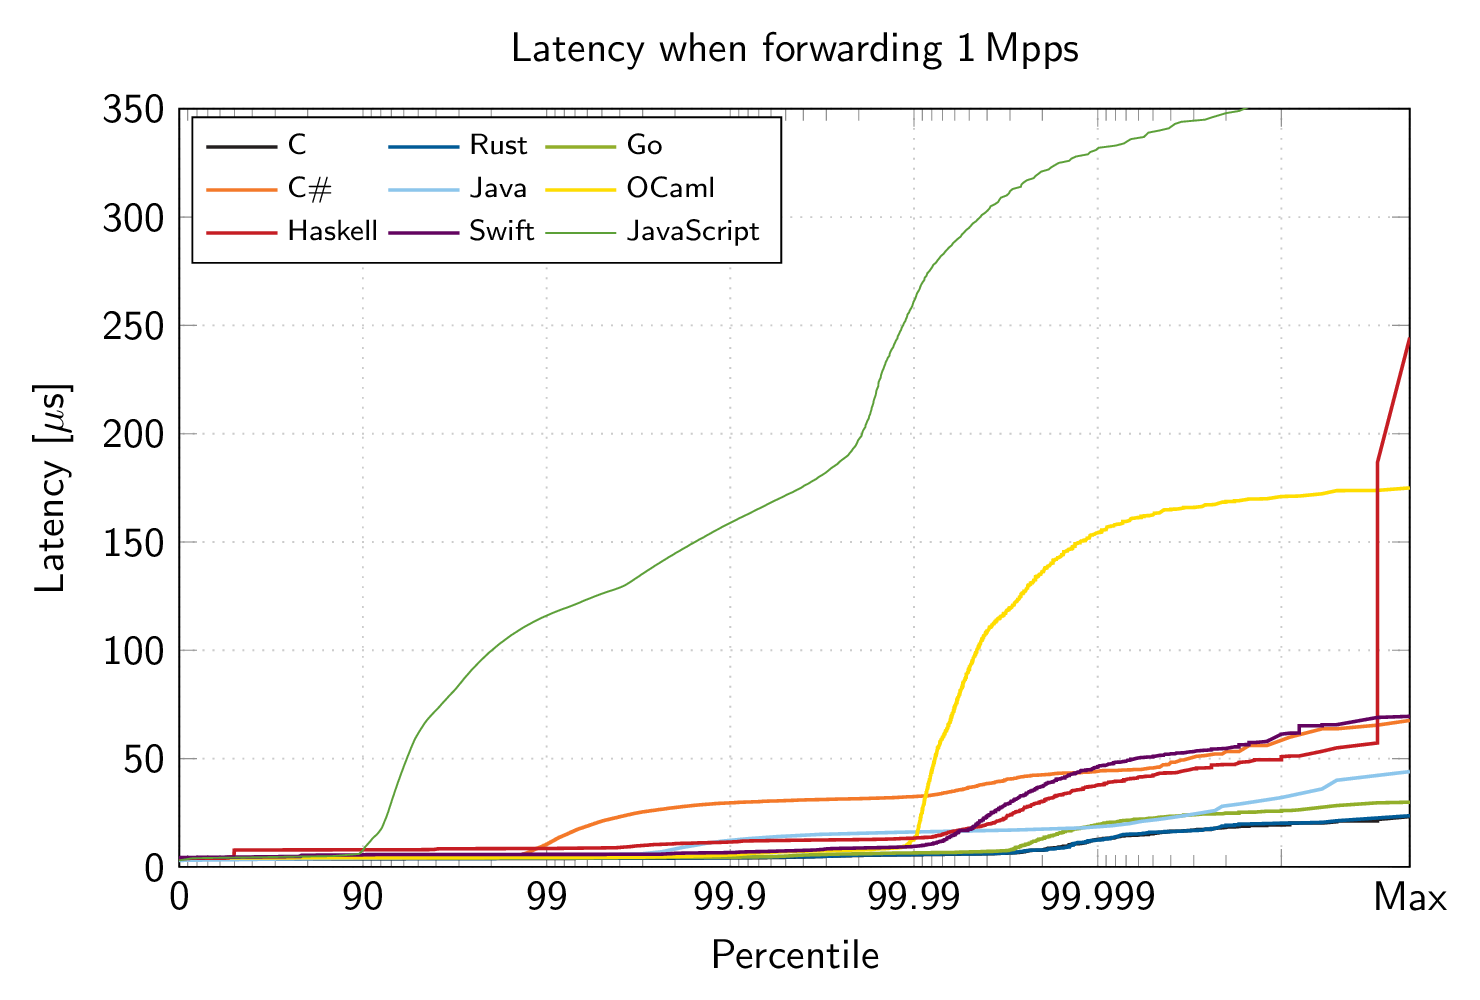 Latency when forwarding 1 Mpps
350
300
250
200
150
100
50
0
Latency [μs]
C Rust Go
C# Java OCaml
Haskell Swift JavaScript
0 90 99 99.9 99.99 99.999 Max
Percentile